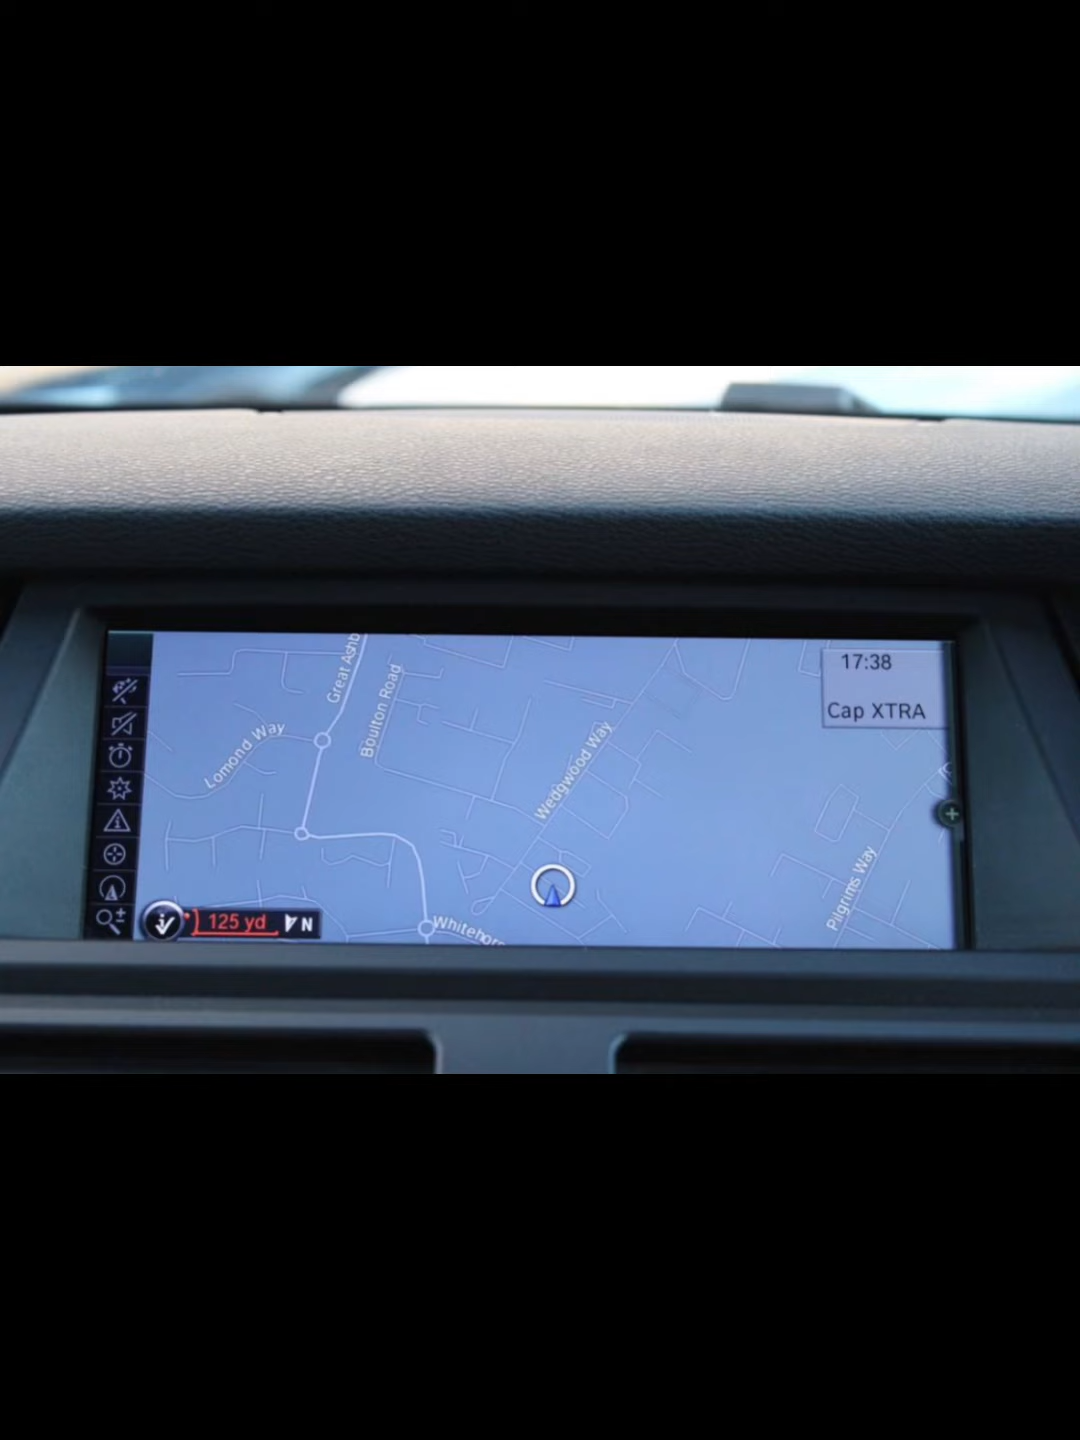 17:38
Cap XTRA
Great Ashb
Boulton Road
Lomond Way
Wedgwood Way
Pilgrims Way
Whitehor
125 yd
N